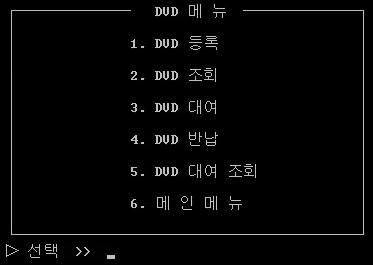 DVD 메 뉴
1. DVD 등록
2. DVD 조회
3. DVD 대여
4. DVD 반납
5. DVD 대여 조회
6. 메 인 메 뉴
▷ 선택 >>